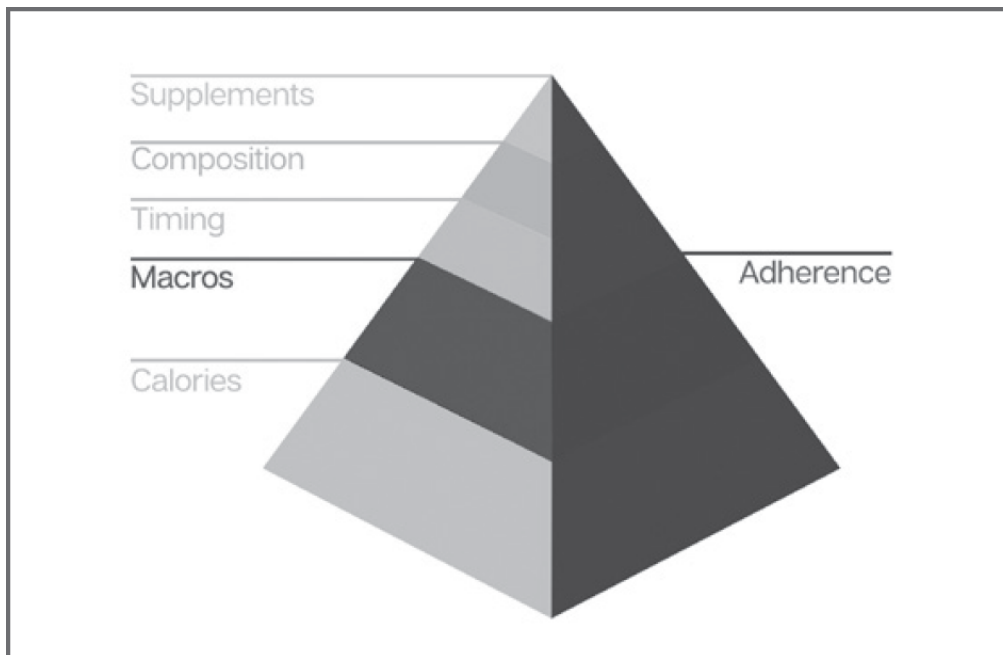 Supplements
Composition
Timing
Macros
Adherence
Calories